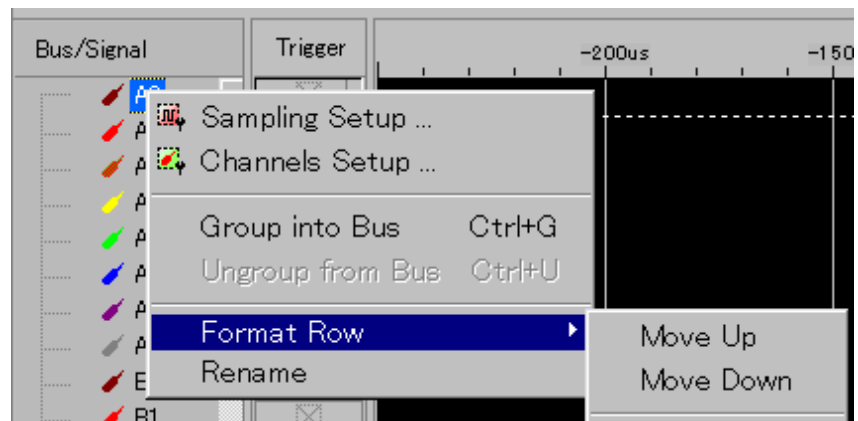 Bus/Signal Trigger -200us -150
A0
A
Sampling Setup ...
A
Channels Setup ...
A
Group into Bus Ctrl+G
A
Ungroup from Bus Ctrl+U
A
A
Format Row
Move Up
A
Rename
Move Down
B1